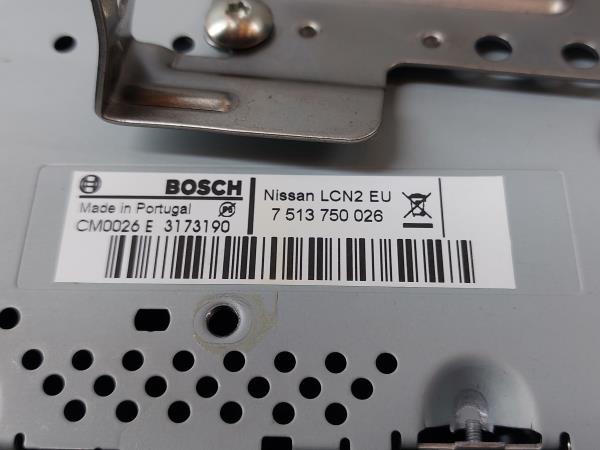 BOSCH
Made in Portugal
CM0026 E 3173190
Nissan LCN2 EU
7 513 750 026